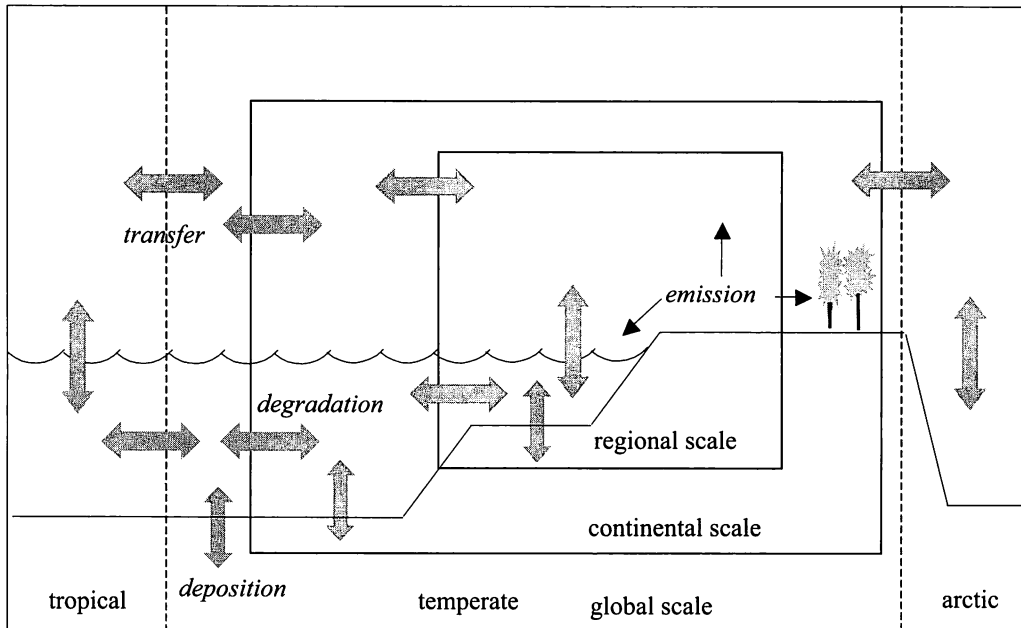 transfer
emission
degradation
regional scale
continental scale
deposition
tropical
temperate
global scale
arctic